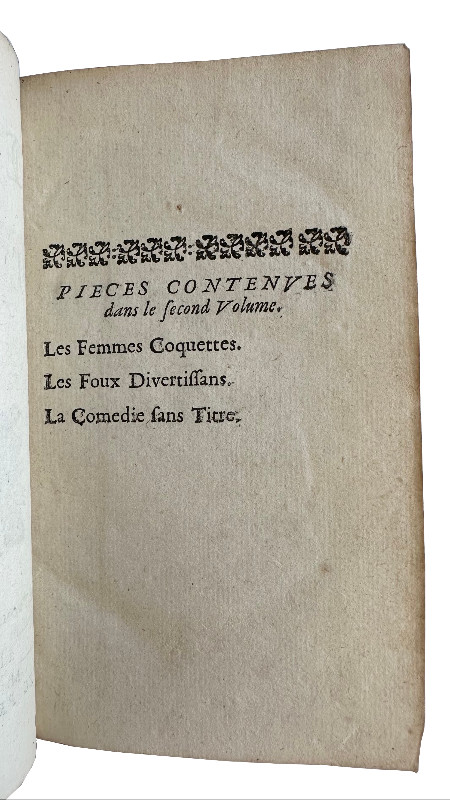 PIECES CONTENVES
dans le ſecond Volume.
Les Femmes Coquettes.
Les Foux Divertiſſans.
La Comedie ſans Titre.